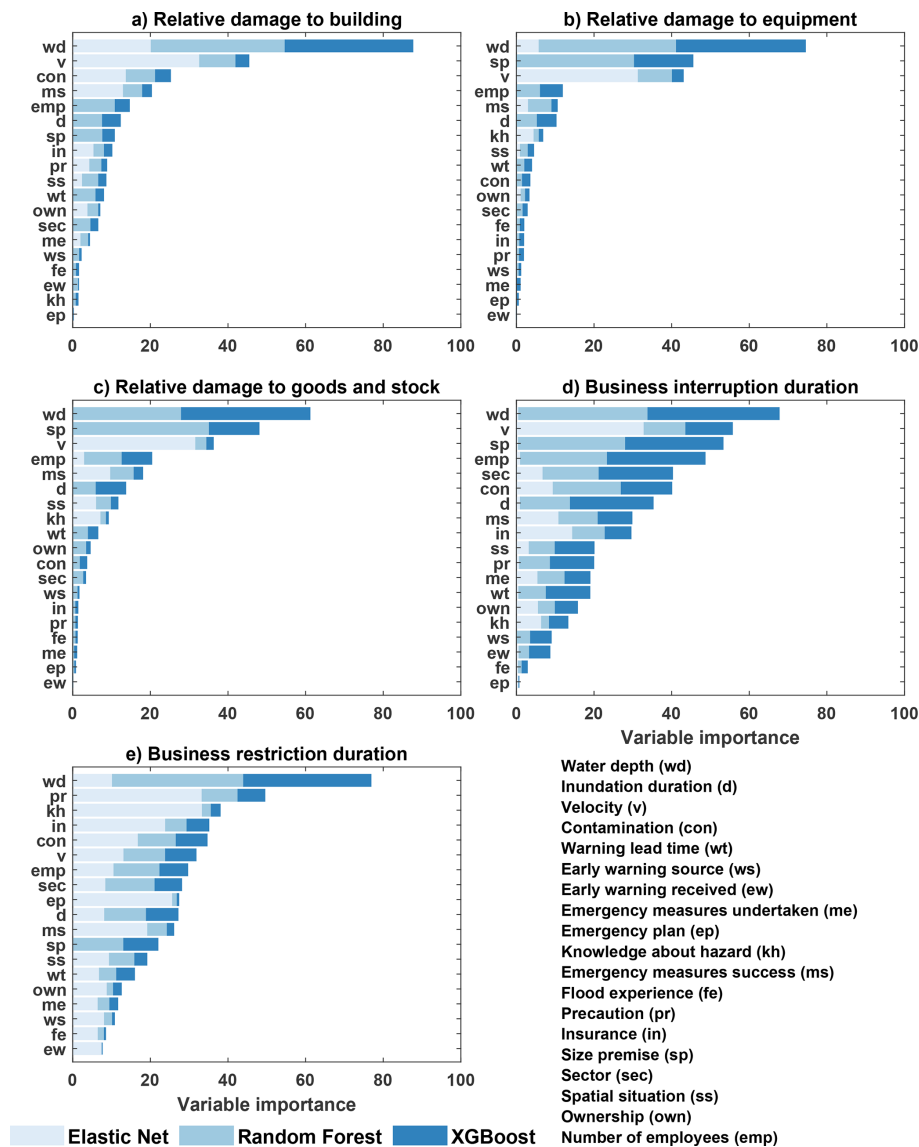 a) Relative damage to building
wd
v
con
ms
emp
d
sp
in
pr
ss
wt
own
sec
me
ws
fe
ew
kh
ep
0 20 40 60 80 100
b) Relative damage to equipment
wd
sp
v
emp
ms
d
kh
ss
wt
con
own
sec
fe
in
pr
ws
me
ep
ew
0 20 40 60 80 100
c) Relative damage to goods and stock
wd
sp
v
emp
ms
d
ss
kh
wt
own
con
sec
ws
in
pr
fe
me
ep
ew
0 20 40 60 80 100
d) Business interruption duration
wd
v
sp
emp
sec
con
d
ms
in
ss
pr
me
wt
own
kh
ws
ew
fe
ep
0 20 40 60 80 100
Variable importance
e) Business restriction duration
wd
pr
kh
in
con
v
emp
sec
ep
d
ms
sp
ss
wt
own
me
ws
fe
ew
0 20 40 60 80 100
Variable importance
Water depth (wd)
Inundation duration (d)
Velocity (v)
Contamination (con)
Warning lead time (wt)
Early warning source (ws)
Early warning received (ew)
Emergency measures undertaken (me)
Emergency plan (ep)
Knowledge about hazard (kh)
Emergency measures success (ms)
Flood experience (fe)
Precaution (pr)
Insurance (in)
Size premise (sp)
Sector (sec)
Spatial situation (ss)
Ownership (own)
Number of employees (emp)
Elastic Net Random Forest XGBoost